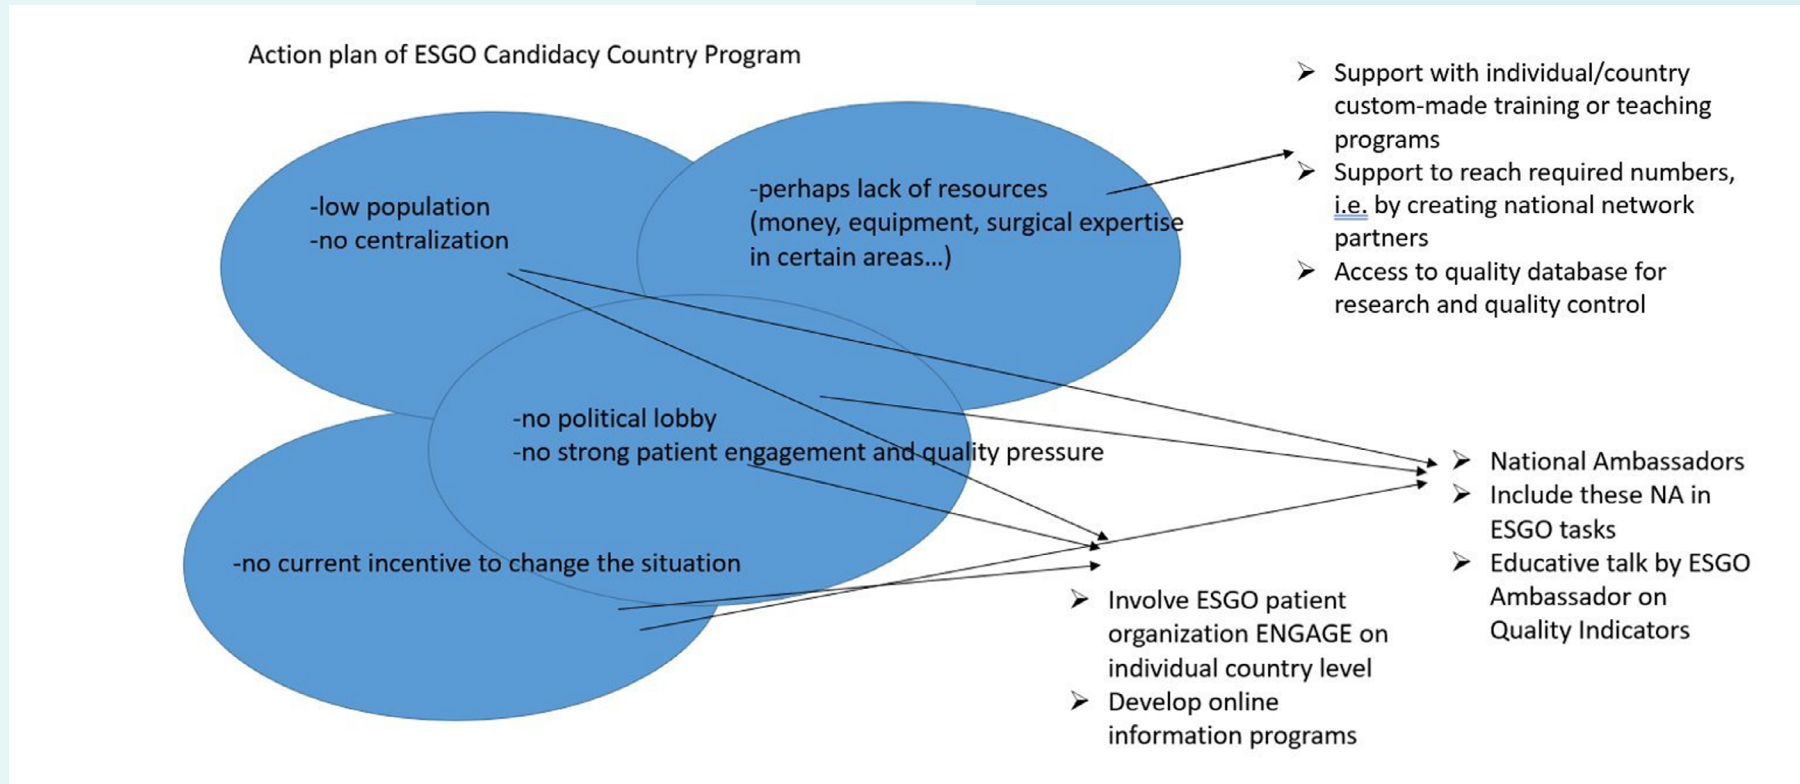 Action plan of ESGO Candidacy Country Program
-low population
-no centralization
-perhaps lack of resources
(money, equipment, surgical expertise
in certain areas...)
-no political lobby
-no strong patient engagement and quality pressure
-no current incentive to change the situation
➢ Support with individual/country
custom-made training or teaching
programs
➢ Support to reach required numbers,
i.e. by creating national network
partners
➢ Access to quality database for
research and quality control
➢ National Ambassadors
➢ Include these NA in
ESGO tasks
➢ Educative talk by ESGO
Ambassador on
Quality Indicators
➢ Involve ESGO patient
organization ENGAGE on
individual country level
➢ Develop online
information programs